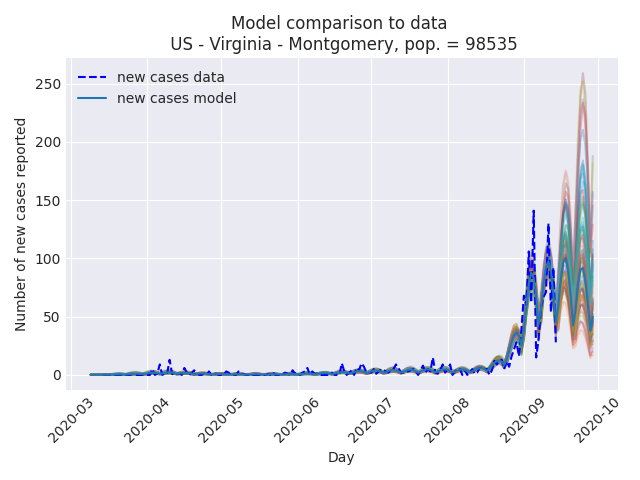 Model comparison to data
US - Virginia - Montgomery, pop. = 98535
new cases data
new cases model
Number of new cases reported
250
200
150
100
50
0
2020-03
2020-04
2020-05
2020-06
2020-07
2020-08
2020-09
2020-10
Day